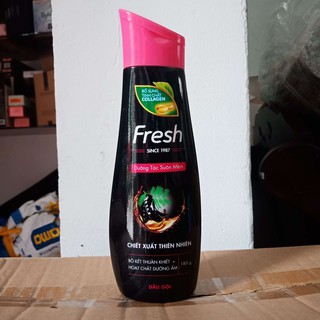 BỔ SUNG
TINH CHẤT
COLLAGEN
Fresh
SINCE 1987
Dưỡng Tóc Suôn Mềm
CHIẾT XUẤT THIÊN NHIÊN
BỒ KẾT THUẦN KHIẾT +
HOẠT CHẤT DƯỠNG ẨM
185 g
DẦU GỘI